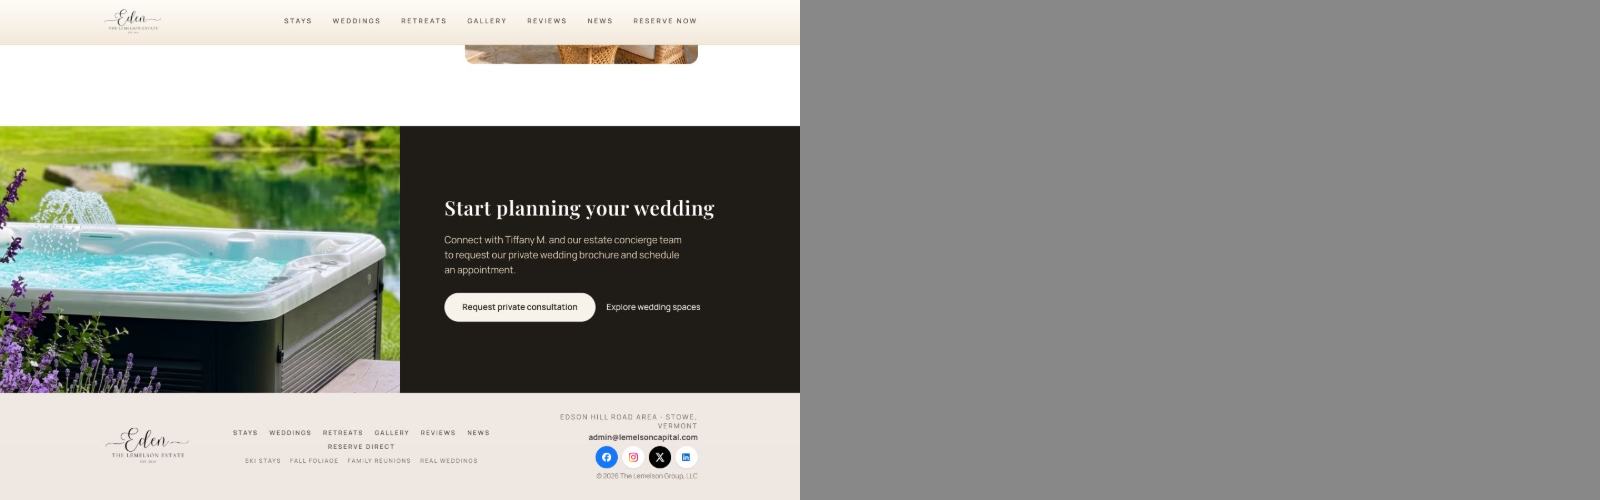 Eden
THE LEMELSON ESTATE
STAYS WEDDINGS RETREATS GALLERY REVIEWS NEWS RESERVE NOW
Start planning your wedding
Connect with Tiffany M. and our estate concierge team
to request our private wedding brochure and schedule
an appointment.
Request private consultation Explore wedding spaces
Eden
THE LEMELSON ESTATE
STAYS WEDDINGS RETREATS GALLERY REVIEWS NEWS
RESERVE DIRECT
SKI STAYS FALL FOLIAGE FAMILY REUNIONS REAL WEDDINGS
EDSON HILL ROAD AREA · STOWE,
VERMONT
admin@lemelsoncapital.com
© 2026 The Lemelson Group, LLC